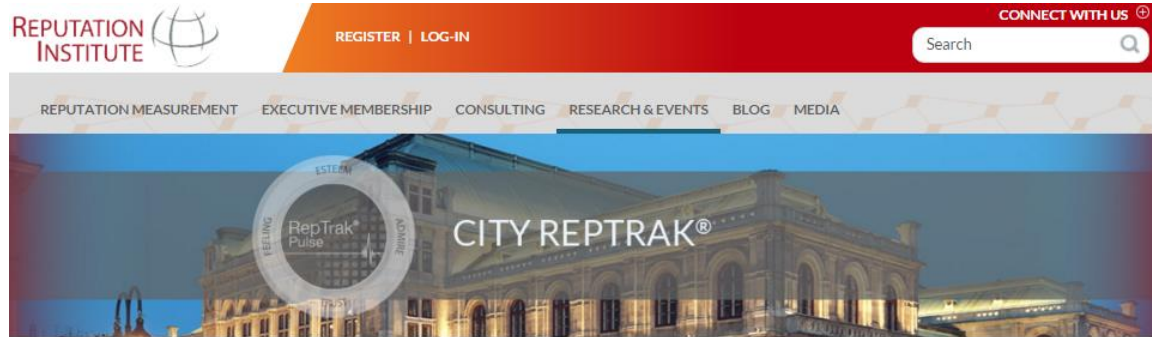 CONNECT WITH US
REPUTATION
INSTITUTE
REGISTER | LOG-IN
Search
REPUTATION MEASUREMENT EXECUTIVE MEMBERSHIP CONSULTING RESEARCH & EVENTS BLOG MEDIA
ESTEEM
FEELING
ADMIRE
TRUST
RepTrak®
Pulse
CITY REPTRAK®